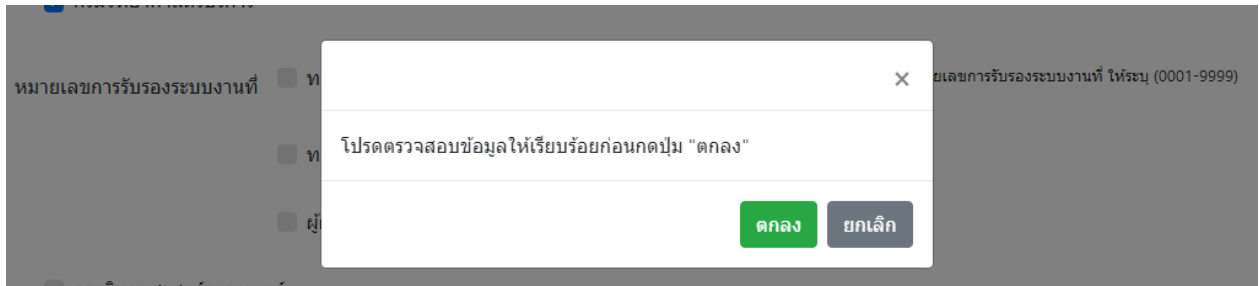 หมายเลขการรับรองระบบงานที่
ยเลขการรับรองระบบงานที่ ให้ระบุ (0001-9999)
×
โปรดตรวจสอบข้อมูลให้เรียบร้อยก่อนกดปุ่ม "ตกลง"
ตกลง ยกเลิก